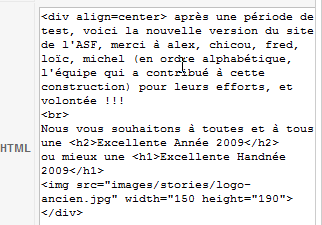 <div align=center> après une période de
test, voici la nouvelle version du site
de l'ASF, merci à alex, chicou, fred,
loïc, michel (en ordre alphabétique,
l'équipe qui a contribué à cette
construction) pour leurs efforts, et
volontée !!!
<br>
Nous vous souhaitons à toutes et à tous
une <h2>Excellente Année 2009</h2>
HTML
ou mieux une <h1>Excellente Handnée
2009</h1>
<img src="images/stories/logo-
ancien.jpg" width="150 height="190">
</div>